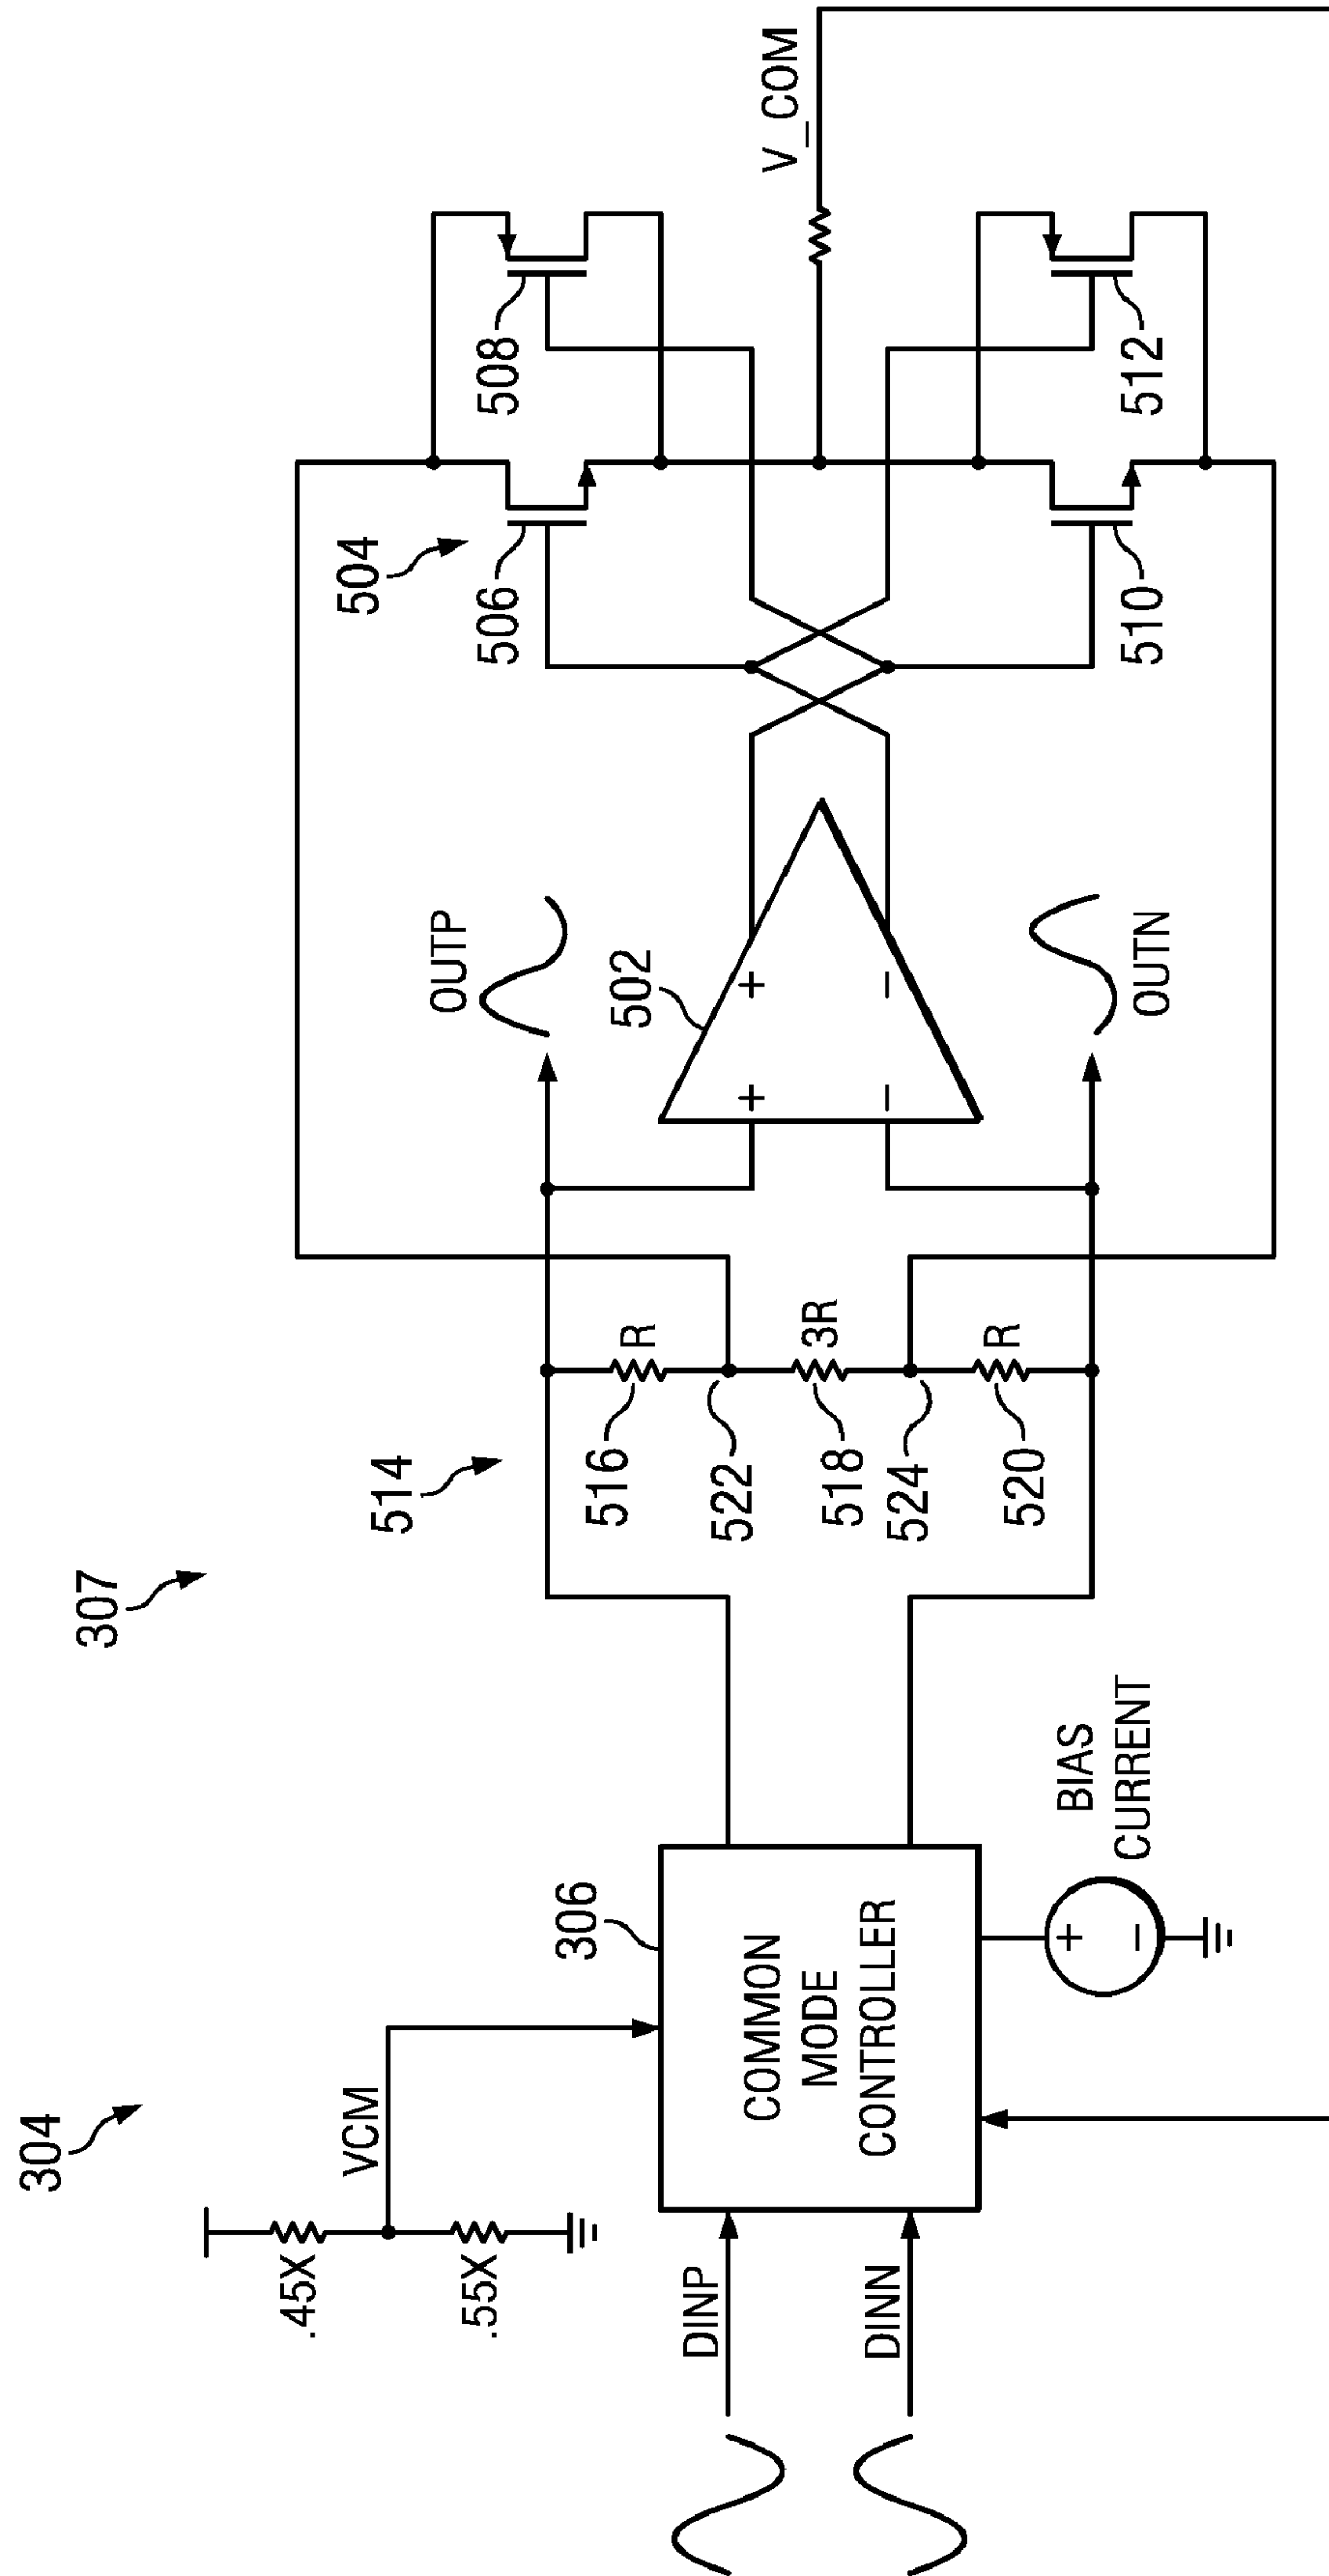 304
307
.45X
.55X
VCM
DINP
DINN
306
COMMON
MODE
CONTROLLER
BIAS
CURRENT
514
516
R
522
518
3R
524
520
R
OUTP
502
+
-
+
-
OUTN
504
506
508
510
512
V_COM
+
-